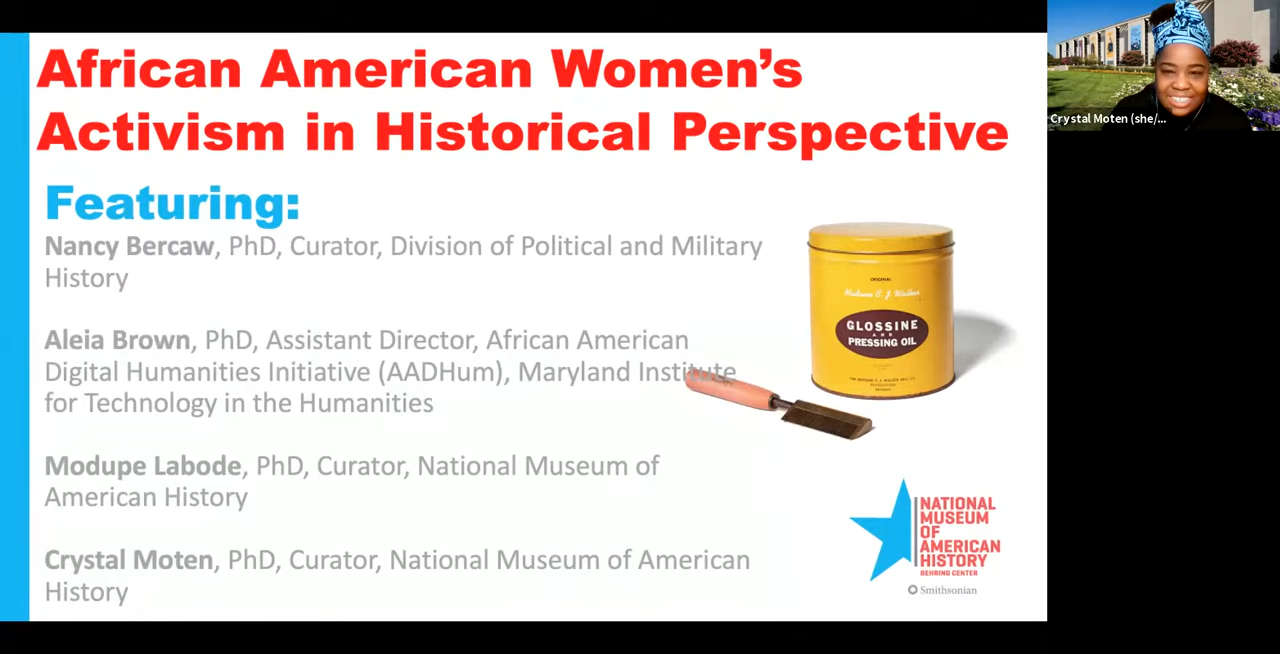 African American Women's
Activism in Historical Perspective
Featuring:
Nancy Bercaw, PhD, Curator, Division of Political and Military
History
Aleia Brown, PhD, Assistant Director, African American
Digital Humanities Initiative (AADHum), Maryland Institute
for Technology in the Humanities
Modupe Labode, PhD, Curator, National Museum of
American History
Crystal Moten, PhD, Curator, National Museum of American
History
ORIGINAL
Madame C. J. Walker
GLOSSINE
AND
PRESSING OIL
NATIONAL
MUSEUM
OF
AMERICAN
HISTORY
BEHRING CENTER
Smithsonian
Crystal Moten (she/...